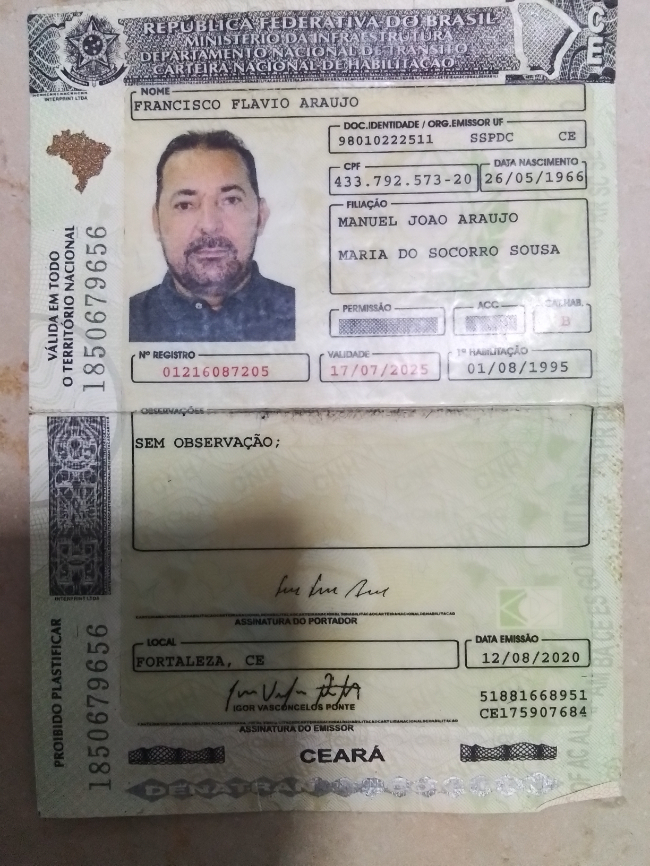 REPÚBLICA FEDERATIVA DO BRASIL
MINISTÉRIO DA INFRAESTRUTURA
DEPARTAMENTO NACIONAL DE TRÂNSITO
CARTEIRA NACIONAL DE HABILITAÇÃO
CE
INTERPRINT LTDA
NOME
FRANCISCO FLAVIO ARAUJO
DOC.IDENTIDADE / ORG.EMISSOR UF
98010222511 SSPDC CE
CPF
433.792.573-20
DATA NASCIMENTO
26/05/1966
FILIAÇÃO
MANUEL JOAO ARAUJO
MARIA DO SOCORRO SOUSA
PERMISSÃO
ACC
CAT.HAB.
B
Nº REGISTRO
01216087205
VALIDADE
17/07/2025
1ª HABILITAÇÃO
01/08/1995
VÁLIDA EM TODO
O TERRITÓRIO NACIONAL
1850679656
OBSERVAÇÕES
SEM OBSERVAÇÃO;
INTERPRINT LTDA
ASSINATURA DO PORTADOR
LOCAL
FORTALEZA, CE
DATA EMISSÃO
12/08/2020
IGOR VASCONCELOS PONTE
ASSINATURA DO EMISSOR
51881668951
CE175907684
PROIBIDO PLASTIFICAR
1850679656
CEARÁ
DENATRAN